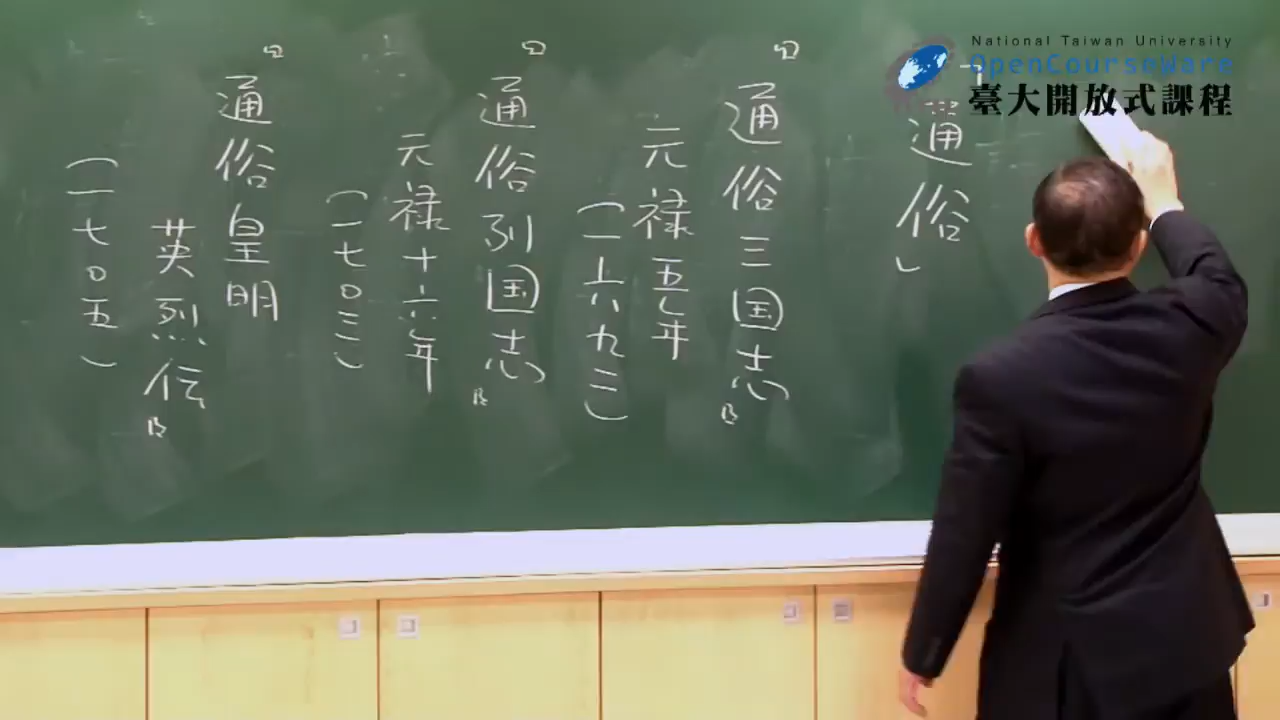 National Taiwan University
OpenCourseWare
臺大開放式課程
「通俗」
『通俗三国志』
元禄五年
(一六九二)
『通俗列国志』
元禄十六年
(一七〇三)
『通俗皇明
英烈伝』
(一七〇五)